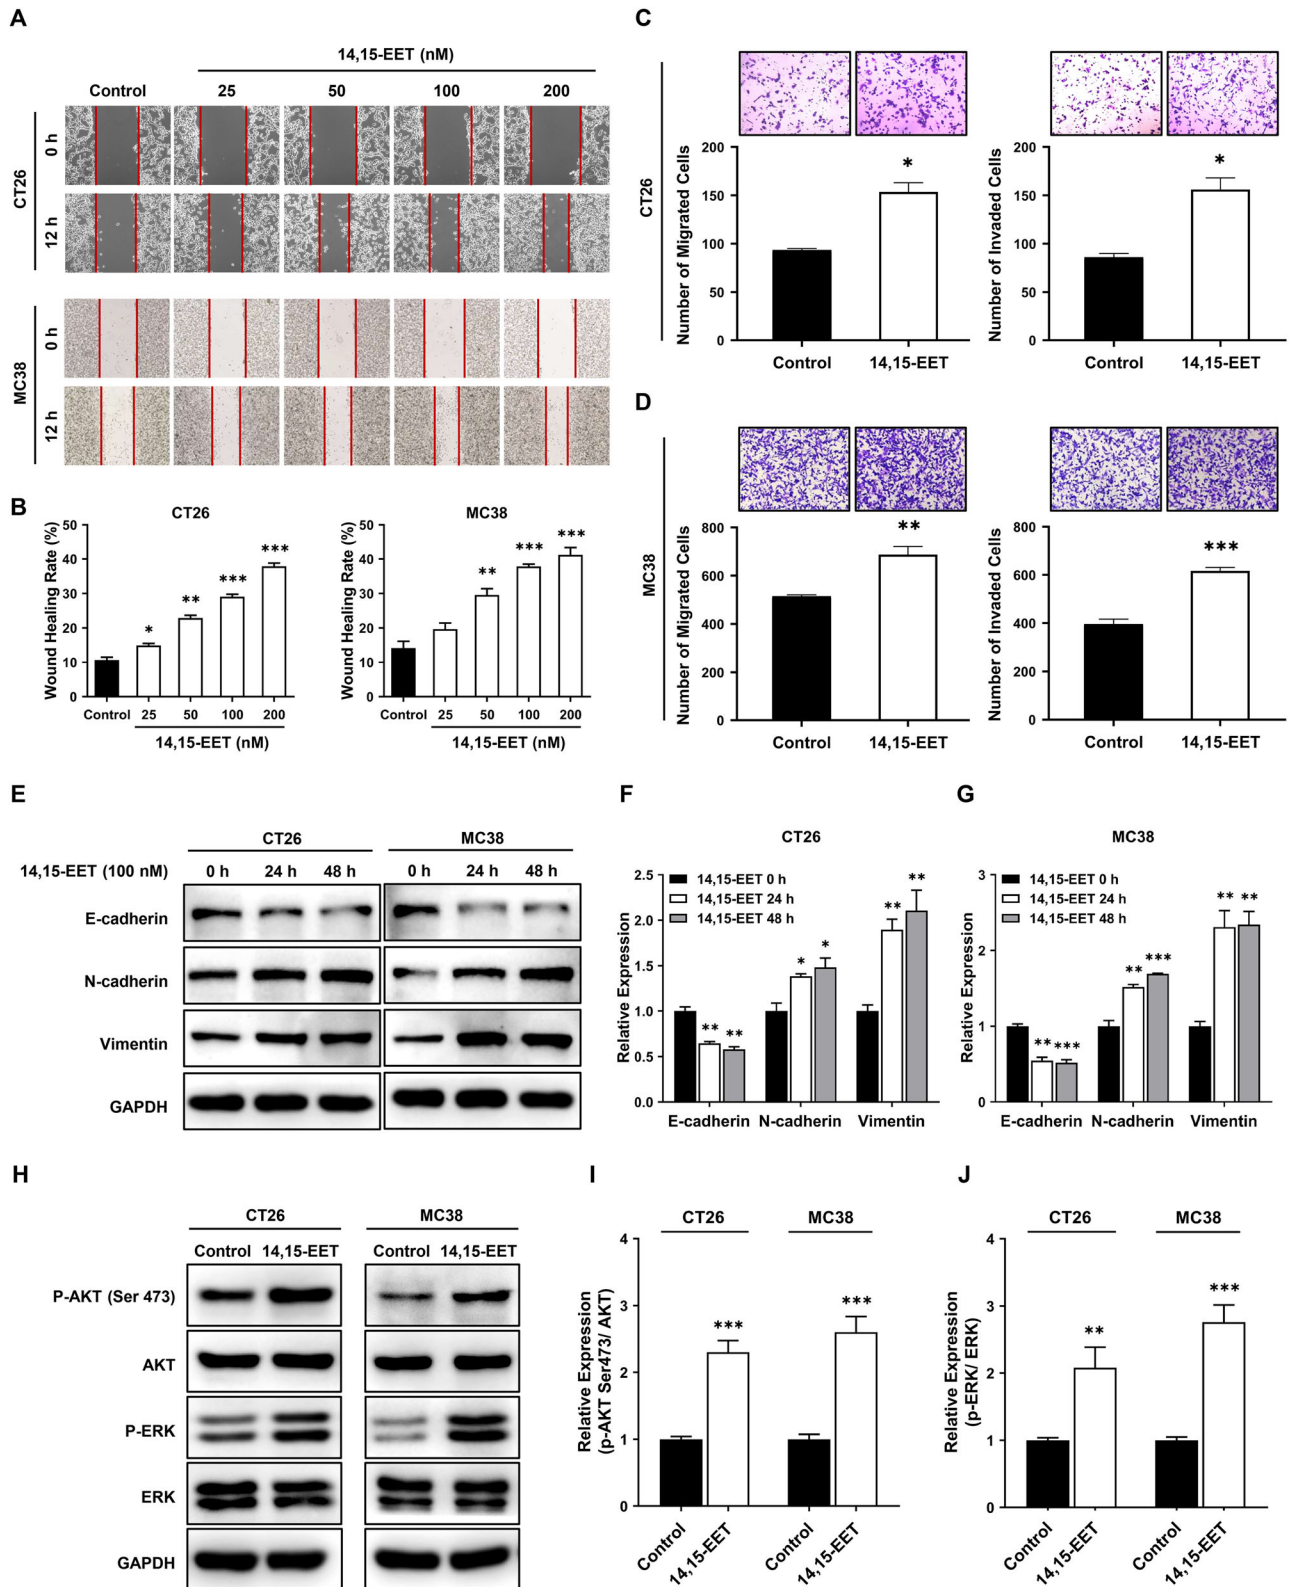 A
14,15-EET (nM)
Control 25 50 100 200
CT26
0 h
12 h
MC38
0 h
12 h
B
CT26
Wound Healing Rate (%)
50
40
30
20
10
0
* ** *** ***
Control 25 50 100 200
14,15-EET (nM)
MC38
Wound Healing Rate (%)
50
40
30
20
10
0
** *** ***
Control 25 50 100 200
14,15-EET (nM)
C
CT26
Number of Migrated Cells
200
150
100
50
0
*
Control 14,15-EET
Number of Invaded Cells
200
150
100
50
0
*
Control 14,15-EET
D
MC38
Number of Migrated Cells
800
600
400
200
0
**
Control 14,15-EET
Number of Invaded Cells
800
600
400
200
0
***
Control 14,15-EET
E
CT26 MC38
14,15-EET (100 nM) 0 h 24 h 48 h 0 h 24 h 48 h
E-cadherin
N-cadherin
Vimentin
GAPDH
F
CT26
Relative Expression
2.5
2.0
1.5
1.0
0.5
0.0
14,15-EET 0 h
14,15-EET 24 h
14,15-EET 48 h
** ** * * ** **
E-cadherin N-cadherin Vimentin
G
MC38
Relative Expression
3
2
1
0
14,15-EET 0 h
14,15-EET 24 h
14,15-EET 48 h
** *** ** *** ** **
E-cadherin N-cadherin Vimentin
H
CT26 MC38
Control 14,15-EET Control 14,15-EET
P-AKT (Ser 473)
AKT
P-ERK
ERK
GAPDH
I
CT26 MC38
Relative Expression
(p-AKT Ser473/ AKT)
4
3
2
1
0
*** ***
Control 14,15-EET Control 14,15-EET
J
CT26 MC38
Relative Expression
(p-ERK/ ERK)
4
3
2
1
0
** ***
Control 14,15-EET Control 14,15-EET